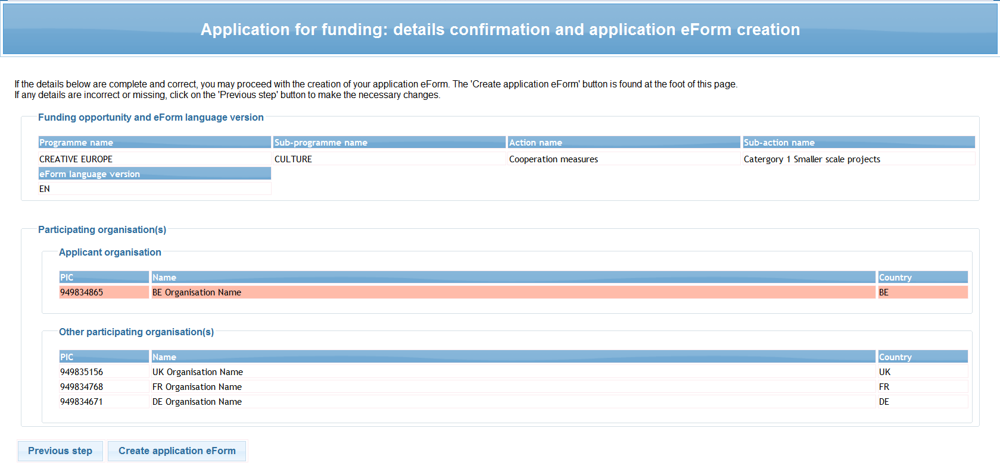 Application for funding: details confirmation and application eForm creation
If the details below are complete and correct, you may proceed with the creation of your application eForm. The 'Create application eForm' button is found at the foot of this page.
If any details are incorrect or missing, click on the 'Previous step' button to make the necessary changes.
Funding opportunity and eForm language version
Programme name Sub-programme name Action name Sub-action name
CREATIVE EUROPE CULTURE Cooperation measures Catergory 1 Smaller scale projects
eForm language version
EN
Participating organisation(s)
Applicant organisation
PIC Name Country
949834865 BE Organisation Name BE
Other participating organisation(s)
PIC Name Country
949835156 UK Organisation Name UK
949834768 FR Organisation Name FR
949834671 DE Organisation Name DE
Previous step Create application eForm